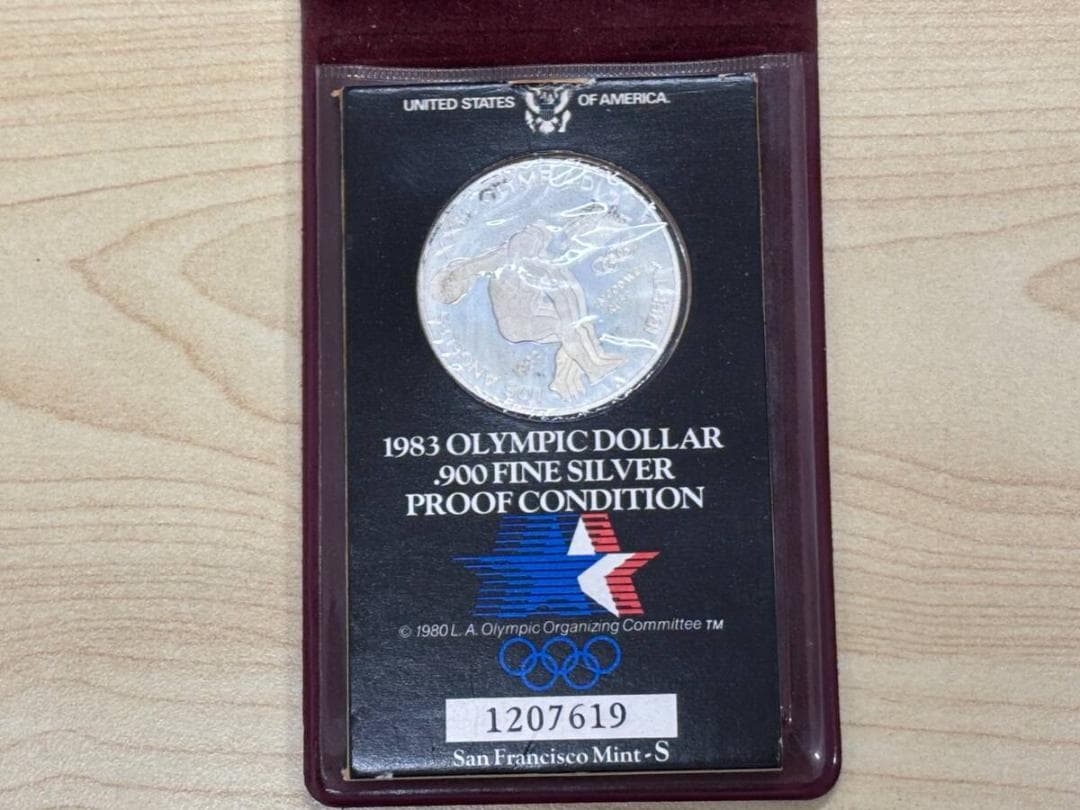 UNITED STATES OF AMERICA.
1983 OLYMPIC DOLLAR
.900 FINE SILVER
PROOF CONDITION
© 1980 L. A. Olympic Organizing Committee TM
1207619
San Francisco Mint - S